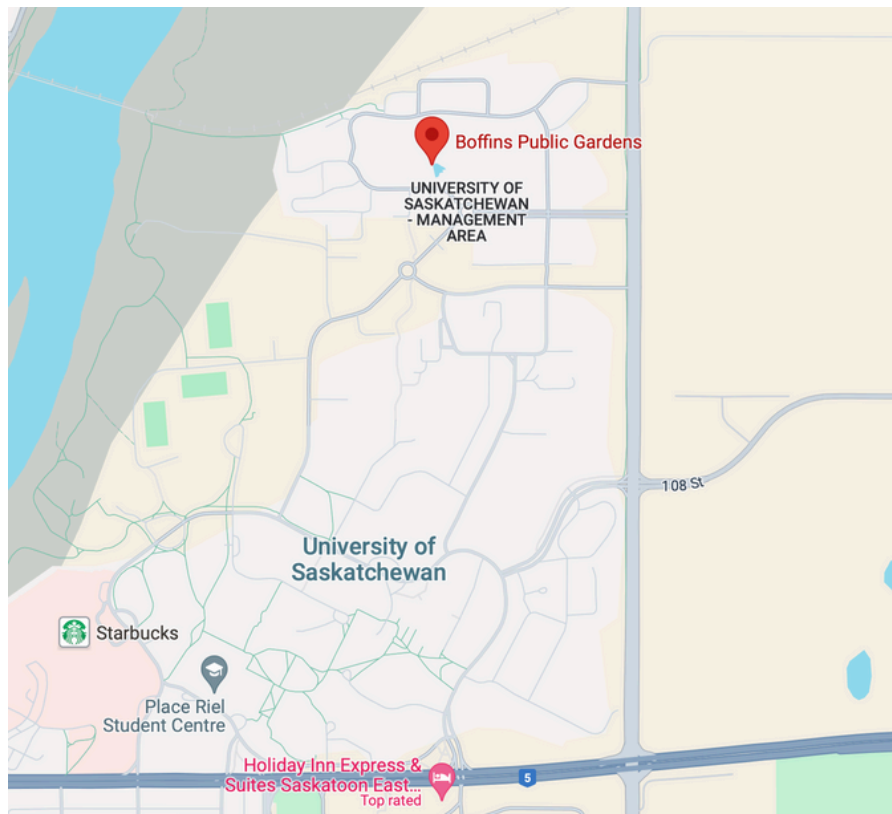 Boffins Public Gardens
UNIVERSITY OF
SASKATCHEWAN
- MANAGEMENT
AREA
108 St
University of
Saskatchewan
Starbucks
Place Riel
Student Centre
Holiday Inn Express &
Suites Saskatoon East...
Top rated
5